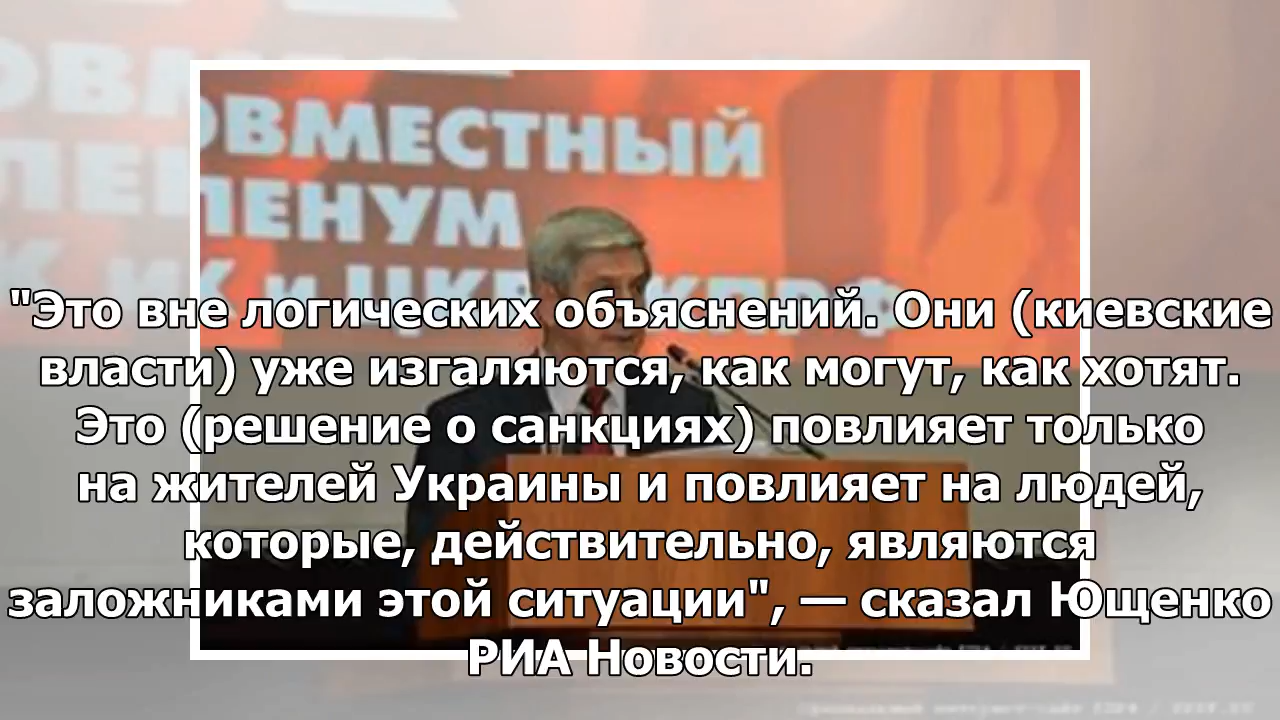 ОВМЕСТНЫЙ
ПЛЕНУМ
"Это вне логических объяснений. Они (киевские
власти) уже изгаляются, как могут, как хотят.
Это (решение о санкциях) повлияет только
на жителей Украины и повлияет на людей,
которые, действительно, являются
заложниками этой ситуации", — сказал Ющенко
РИА Новости.